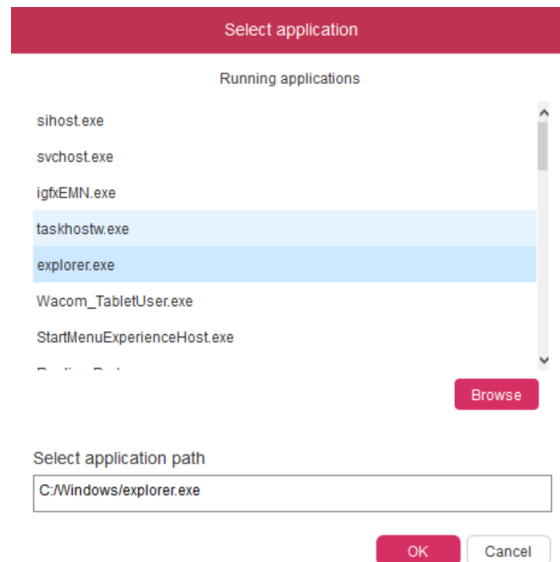 Select application
Running applications
sihost.exe
svchost.exe
igfxEMN.exe
taskhostw.exe
explorer.exe
Wacom_TabletUser.exe
StartMenuExperienceHost.exe
Browse
Select application path
C:/Windows/explorer.exe
OK
Cancel